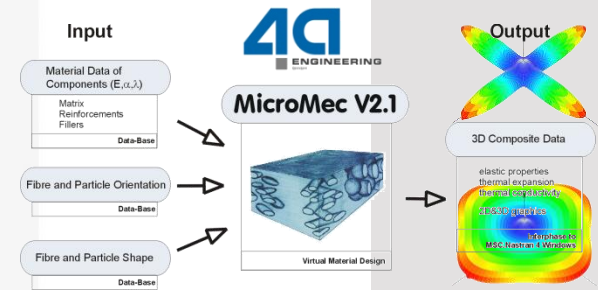 Input
4a
ENGINEERING
Output
Material Data of
Components (E,α,λ)
Matrix
Reinforcements
Fillers
Data-Base
Fibre and Particle Orientation
Data-Base
Fibre and Particle Shape
Data-Base
MicroMec V2.1
Virtual Material Design
3D Composite Data
elastic properties
thermal expansion
thermal conductivity
2D&3D graphics
Interphase to
MSC.Nastran 4 Windows